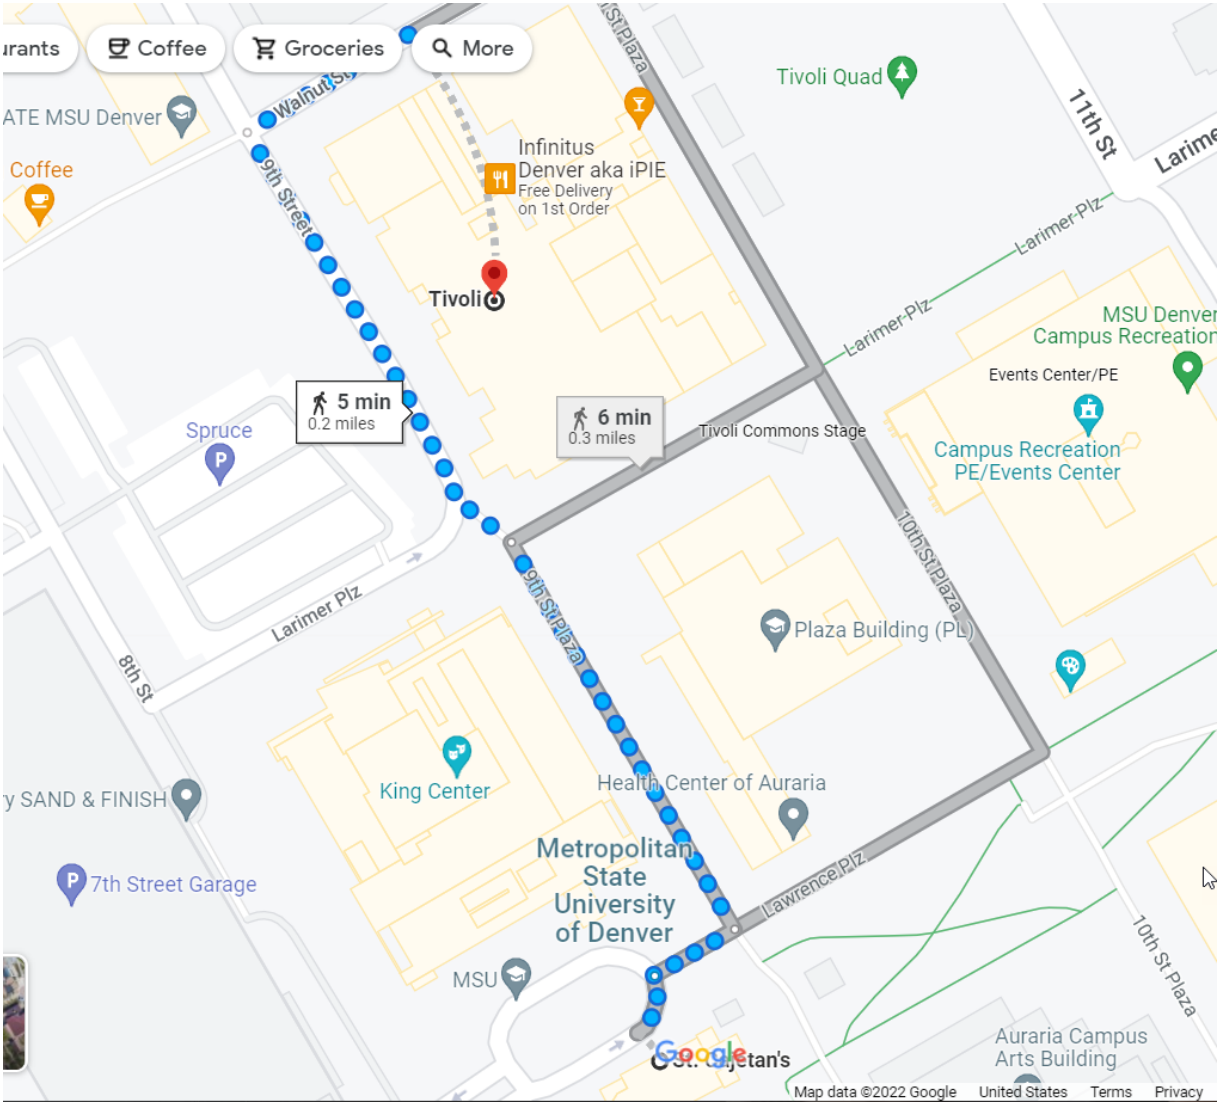 urants
Coffee
Groceries
More
St Plaza
Tivoli Quad
11th St
Larime
Walnut St
ATE MSU Denver
Coffee
9th Street
Infinitus
Denver aka iPIE
Free Delivery
on 1st Order
Larimer Plz
Tivoli
Larimer Plz
MSU Denver
Campus Recreation
Events Center/PE
5 min
0.2 miles
6 min
0.3 miles
Tivoli Commons Stage
Spruce
P
Campus Recreation
PE/Events Center
10th St Plaza
9th St Plaza
Larimer Plz
Plaza Building (PL)
8th St
King Center
Health Center of Auraria
y SAND & FINISH
Metropolitan
State
University
of Denver
Lawrence Plz
P
7th Street Garage
10th St Plaza
MSU
Auraria Campus
Arts Building
Google
St. Cajetan's
Map data ©2022 Google
United States
Terms
Privacy